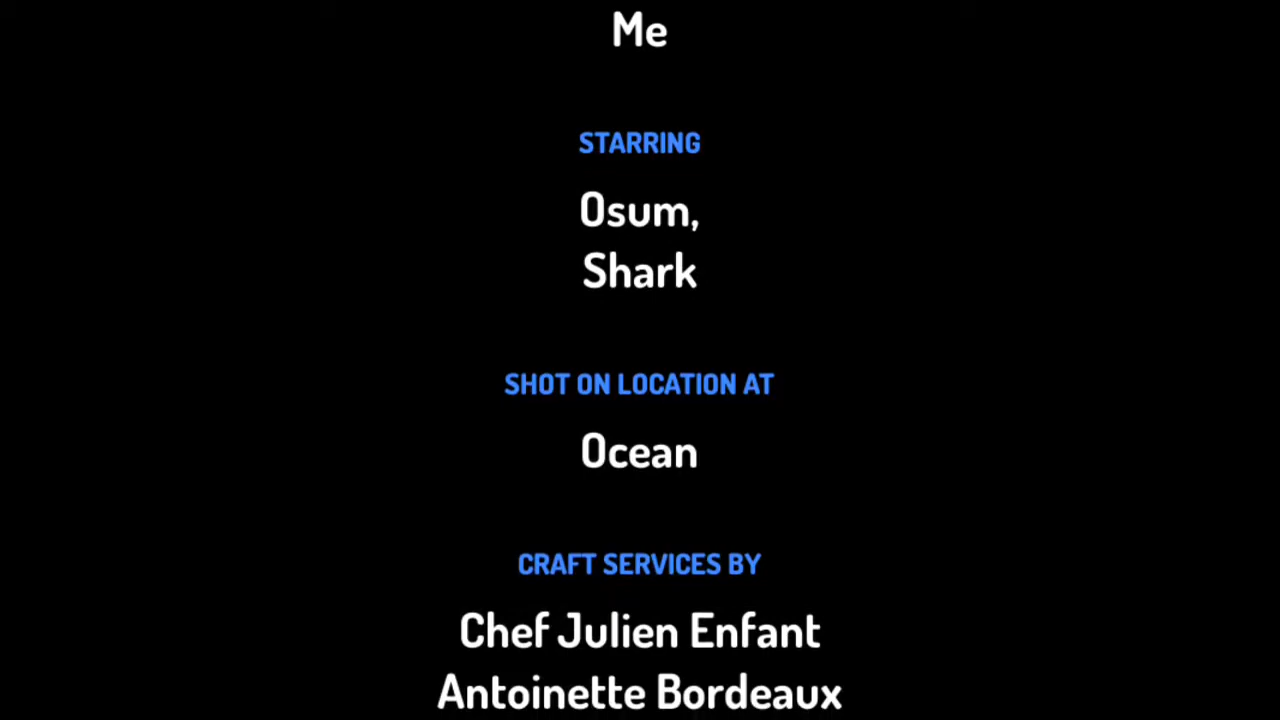 Me
STARRING
Osum,
Shark
SHOT ON LOCATION AT
Ocean
CRAFT SERVICES BY
Chef Julien Enfant
Antoinette Bordeaux